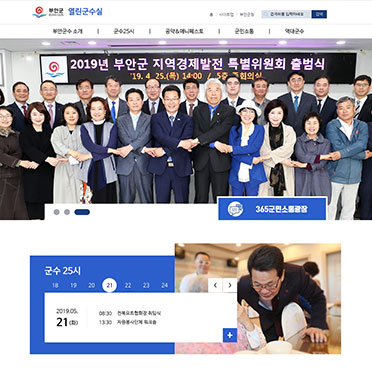 부안군 열린군수실
홈 사이트맵 부안군청
검색어를 입력하세요 검색
부안군수 소개 군수25시 공약&매니페스토 군민소통 역대군수
2019년 부안군 지역경제발전 특별위원회 출범식
'19. 4. 25.(목) 14:00 / 5층 회의실
365군민소통광장
군수 25시
18 19 20 21 22 23 24
2019.05.
21 (화)
08:30 전북요트협회장 취임식
13:30 자원봉사단체 워크숍
+